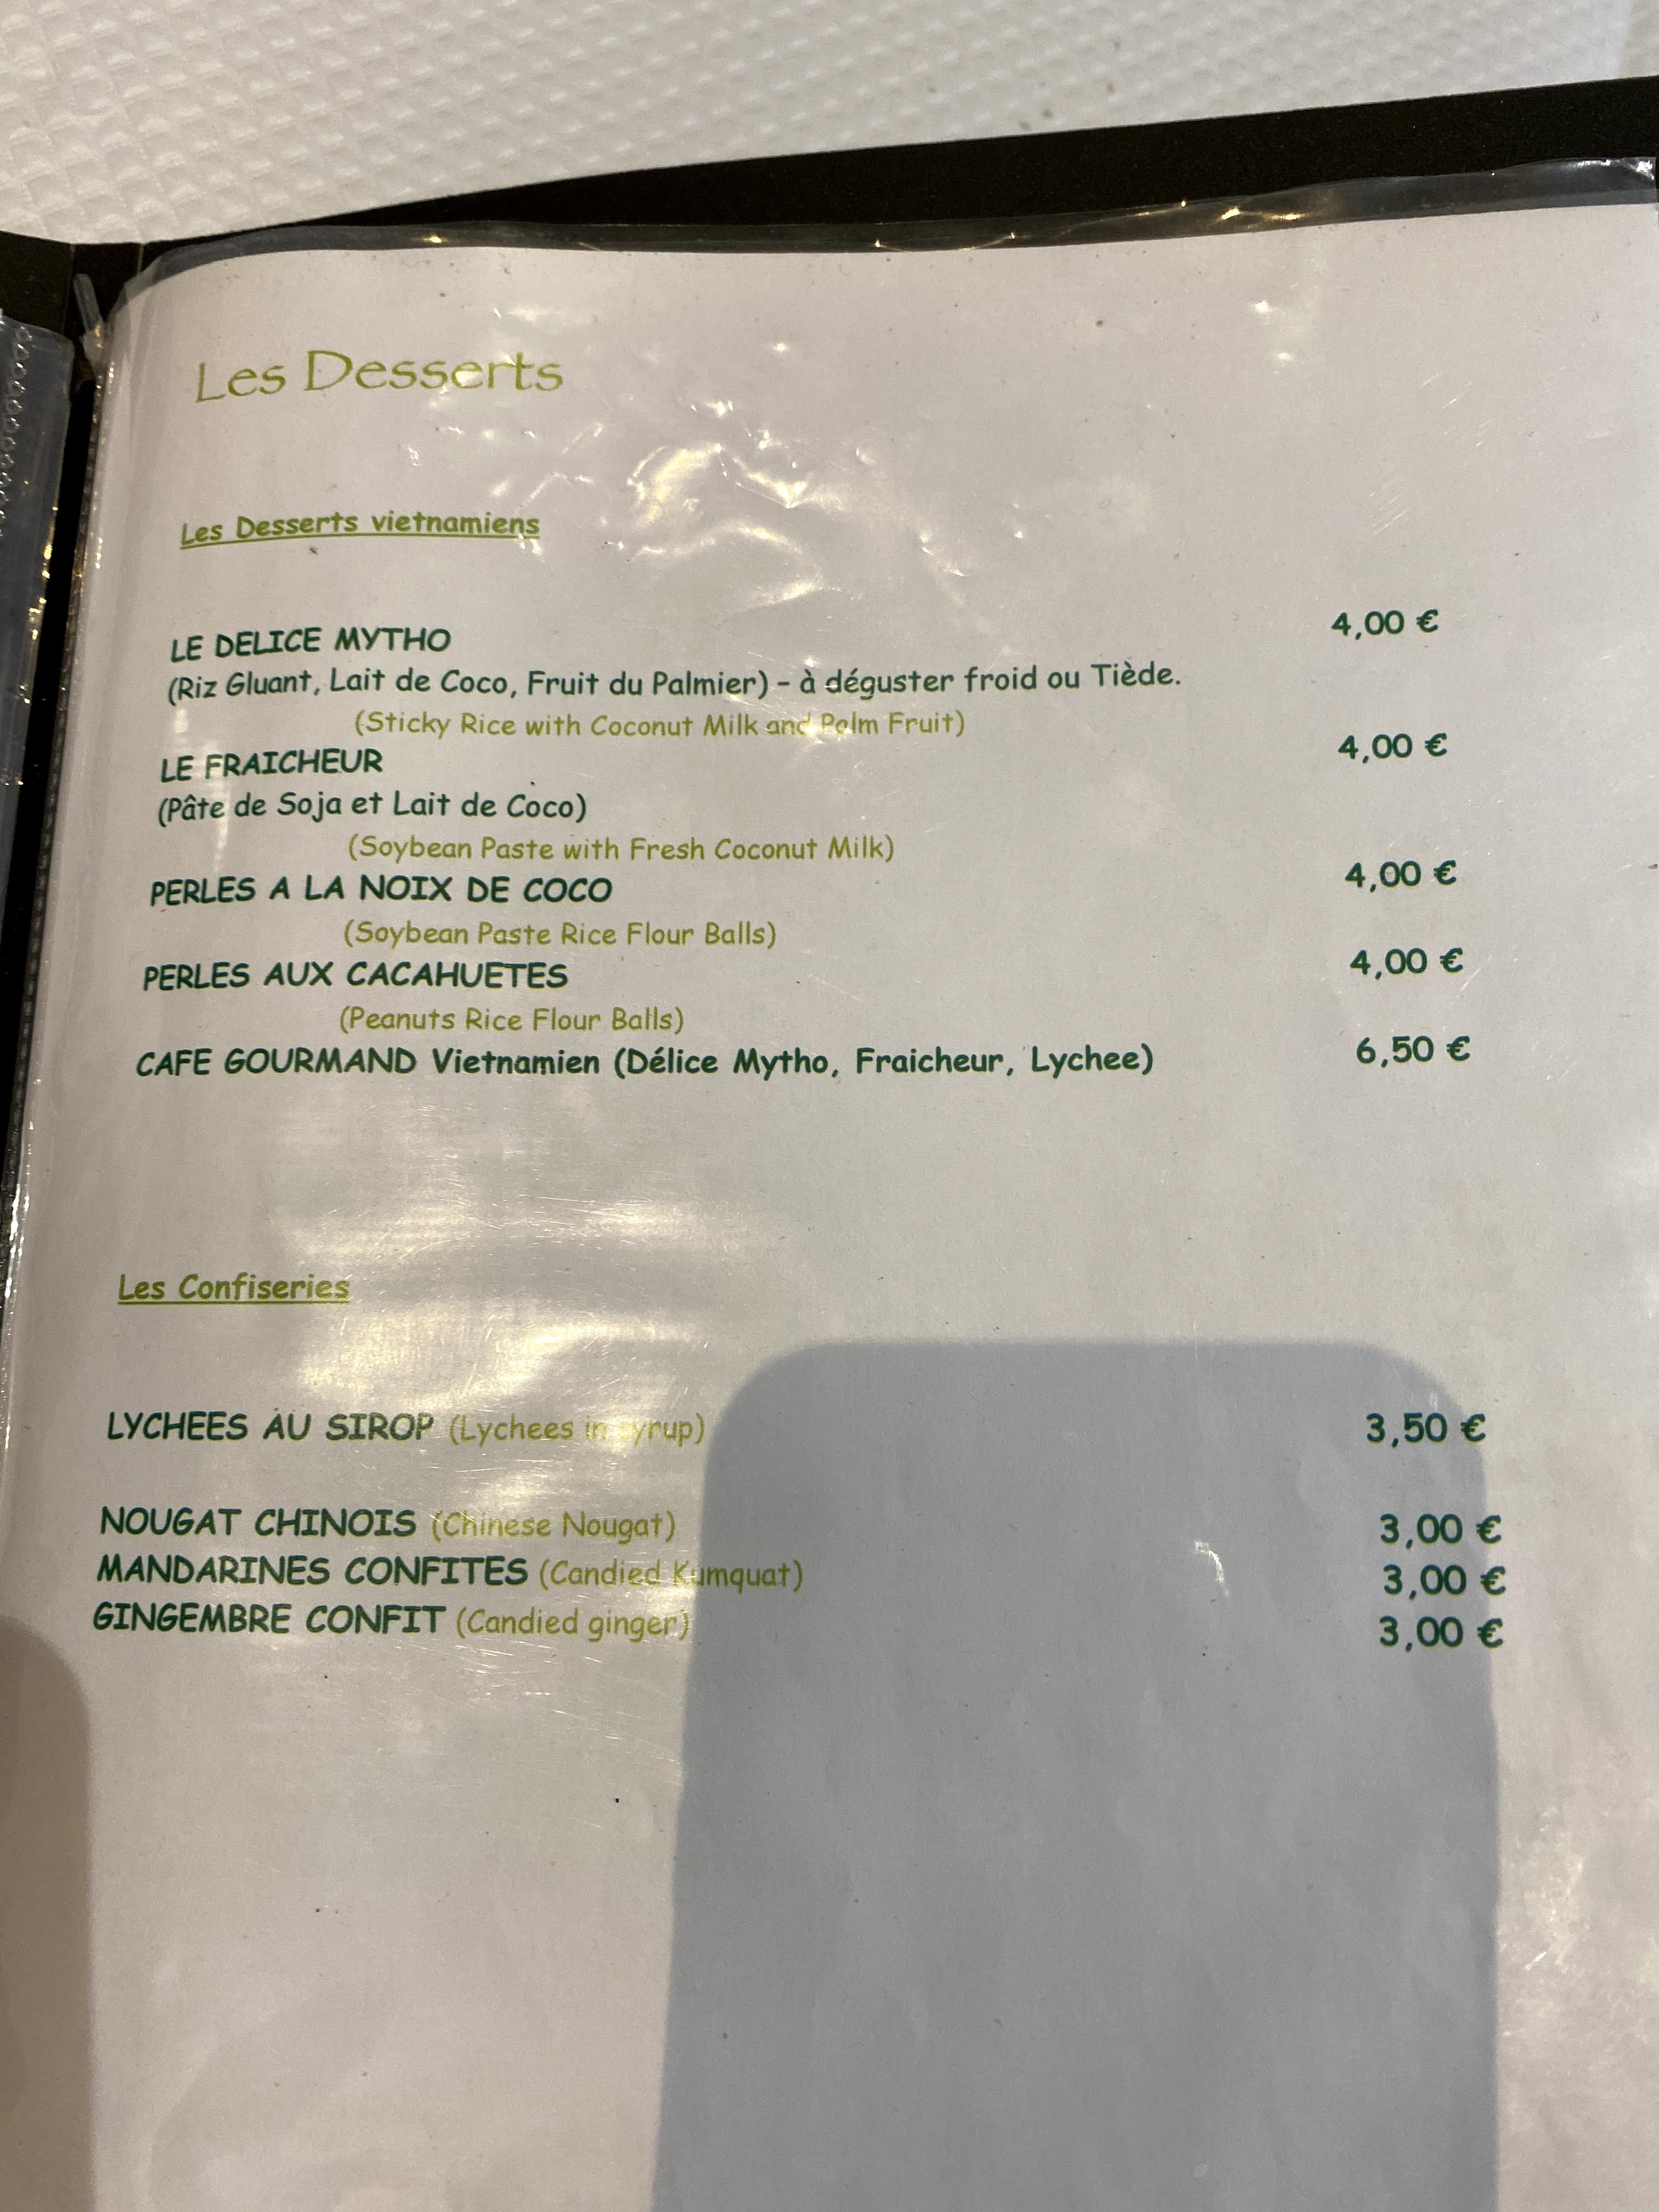 Les Desserts
Les Desserts vietnamiens
LE DELICE MYTHO 4,00 €
(Riz Gluant, Lait de Coco, Fruit du Palmier) – à déguster froid ou Tiède.
(Sticky Rice with Coconut Milk and Palm Fruit)
LE FRAICHEUR 4,00 €
(Pâte de Soja et Lait de Coco)
(Soybean Paste with Fresh Coconut Milk)
PERLES A LA NOIX DE COCO 4,00 €
(Soybean Paste Rice Flour Balls)
PERLES AUX CACAHUETES 4,00 €
(Peanuts Rice Flour Balls)
CAFE GOURMAND Vietnamien (Délice Mytho, Fraicheur, Lychee) 6,50 €
Les Confiseries
LYCHEES AU SIROP (Lychees in syrup) 3,50 €
NOUGAT CHINOIS (Chinese Nougat) 3,00 €
MANDARINES CONFITES (Candied Kumquat) 3,00 €
GINGEMBRE CONFIT (Candied ginger) 3,00 €